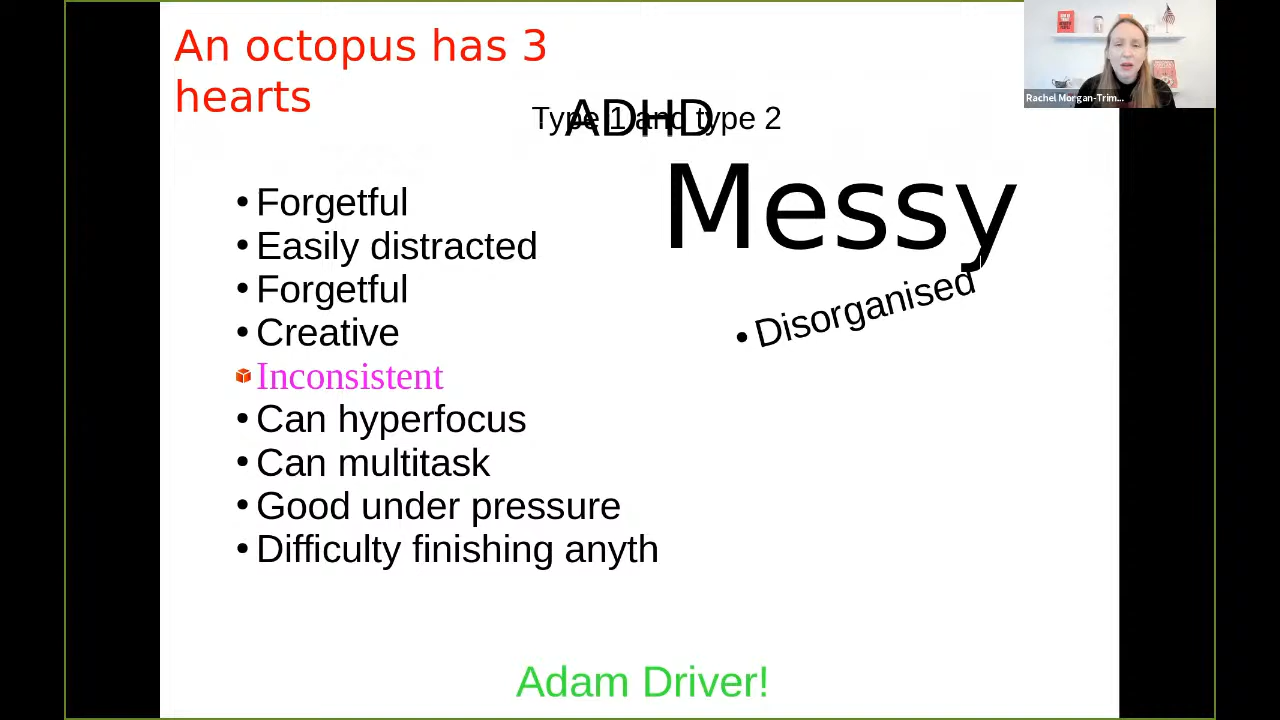 An octopus has 3
hearts
ADHD
Type 1 and type 2
Messy
• Forgetful
• Easily distracted
• Forgetful
• Creative
Inconsistent
• Can hyperfocus
• Can multitask
• Good under pressure
• Difficulty finishing anyth
• Disorganised
Adam Driver!
Rachel Morgan-Trim...